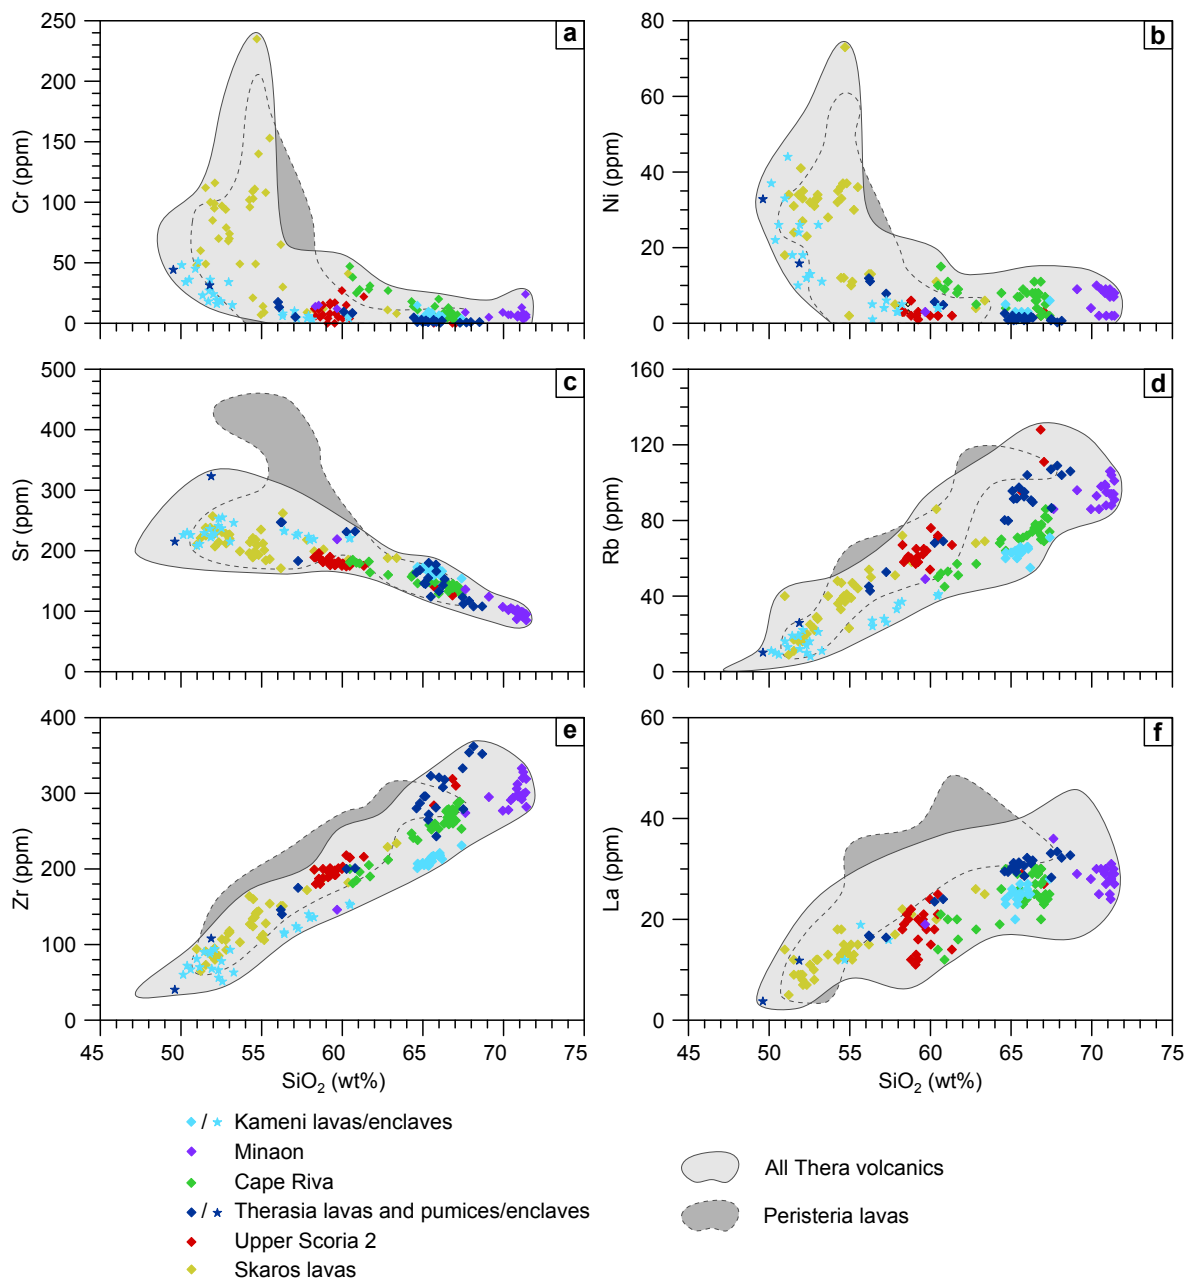 250
200
150
100
50
0
Cr (ppm)
a
80
60
40
20
0
Ni (ppm)
b
500
400
300
200
100
0
Sr (ppm)
c
160
120
80
40
0
Rb (ppm)
d
400
300
200
100
0
Zr (ppm)
e
45 50 55 60 65 70 75
SiO₂ (wt%)
60
40
20
0
La (ppm)
f
45 50 55 60 65 70 75
SiO₂ (wt%)
/ Kameni lavas/enclaves
Minaon
Cape Riva
/ Therasia lavas and pumices/enclaves
Upper Scoria 2
Skaros lavas
All Thera volcanics
Peristeria lavas